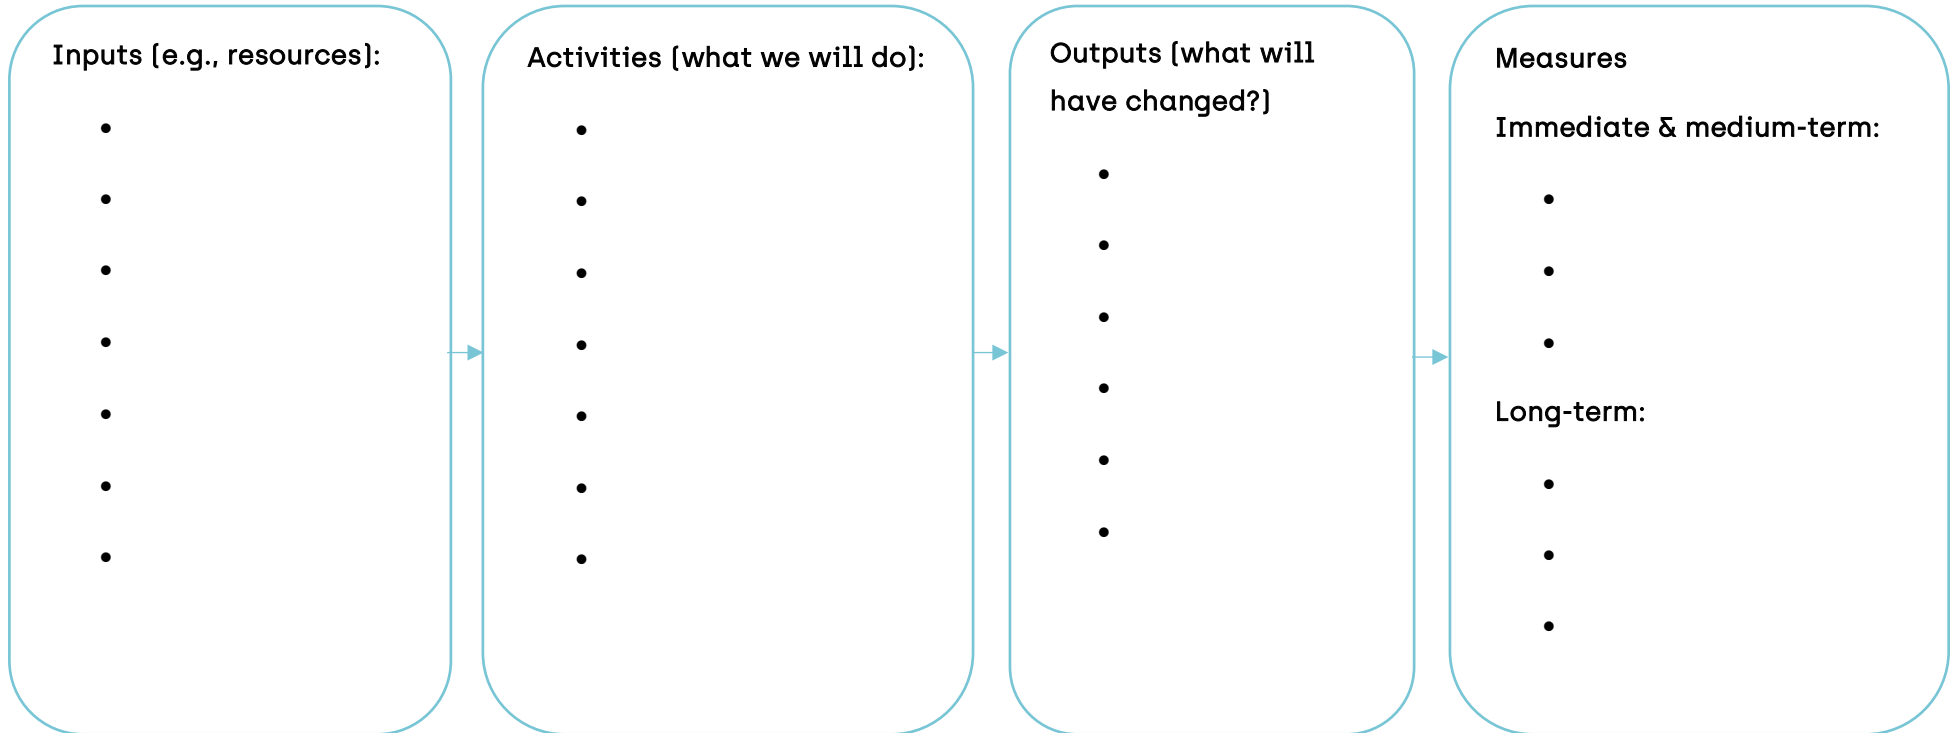 Inputs (e.g., resources):
Activities (what we will do):
Outputs (what will
have changed?)
Measures
Immediate & medium-term:
Long-term: